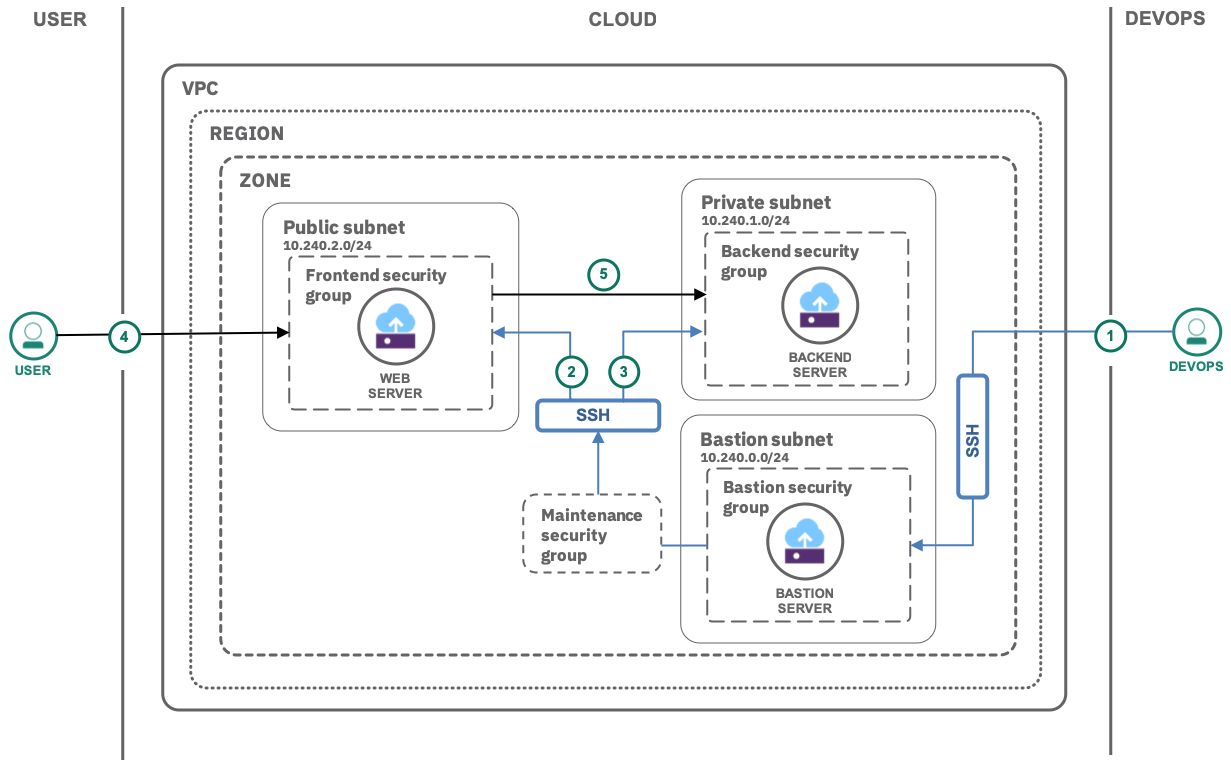 USER
CLOUD
DEVOPS
VPC
REGION
ZONE
Public subnet
10.240.2.0/24
Frontend security
group
WEB
SERVER
Private subnet
10.240.1.0/24
Backend security
group
BACKEND
SERVER
5
4
USER
1
DEVOPS
2
3
SSH
SSH
Bastion subnet
10.240.0.0/24
Bastion security
group
BASTION
SERVER
Maintenance
security
group